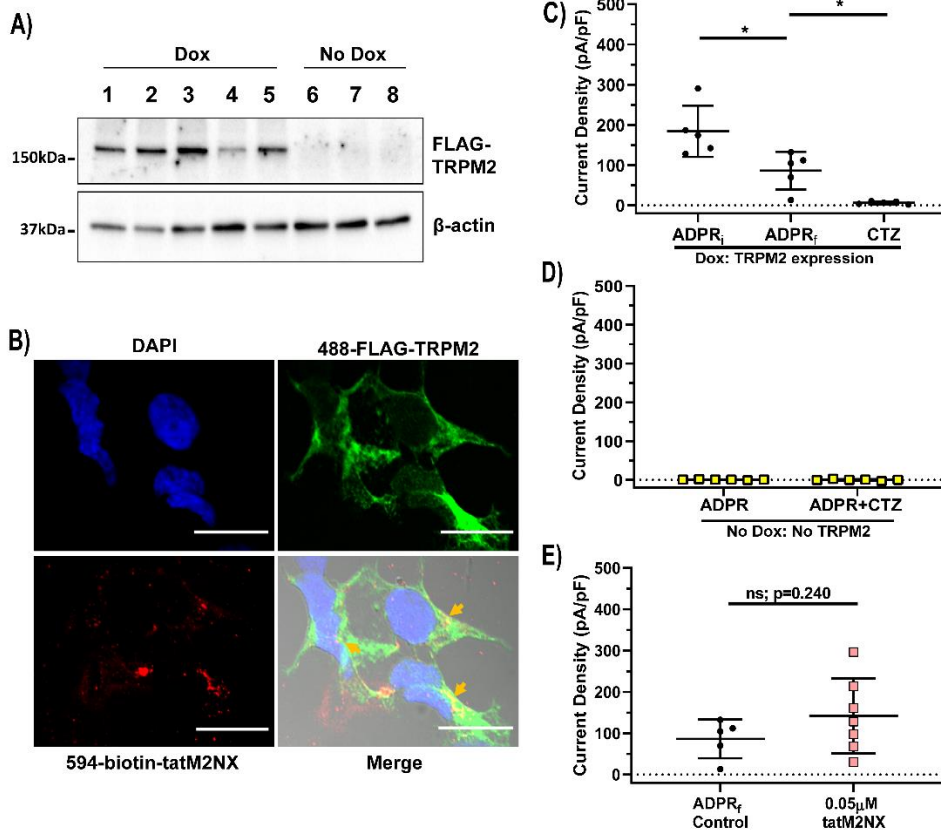 A)
Dox No Dox
1 2 3 4 5 6 7 8
150kDa
FLAG-
TRPM2
37kDa
β-actin
B)
DAPI 488-FLAG-TRPM2
594-biotin-tatM2NX Merge
C)
Current Density (pA/pF)
500
400
300
200
100
0
* *
ADPRi ADPRf CTZ
Dox: TRPM2 expression
D)
Current Density (pA/pF)
500
400
300
200
100
0
ADPR ADPR+CTZ
No Dox: No TRPM2
E)
Current Density (pA/pF)
500
400
300
200
100
0
ns; p=0.240
ADPRf 0.05μM
Control tatM2NX